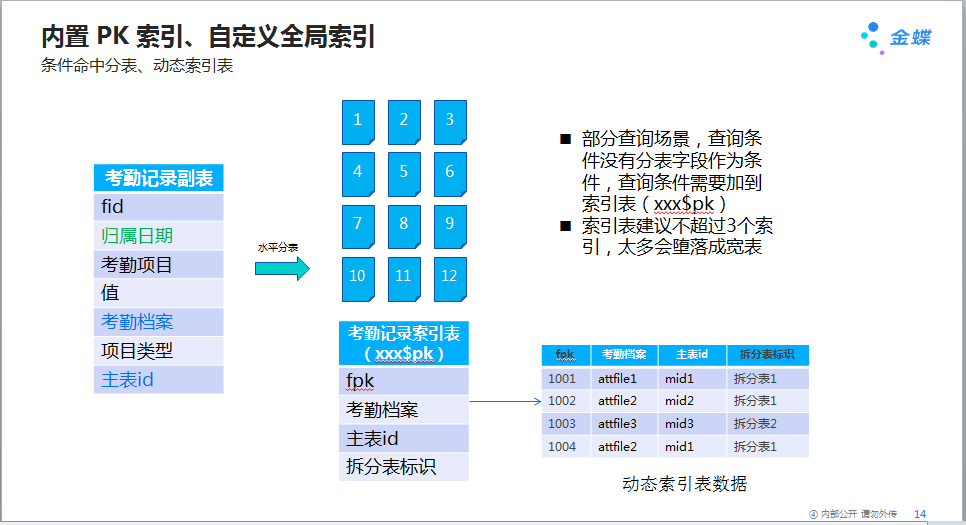 内置 PK 索引、自定义全局索引
条件命中分表、动态索引表
金蝶
考勤记录副表
fid
归属日期
考勤项目
值
考勤档案
项目类型
主表id
水平分表
1 2 3
4 5 6
7 8 9
10 11 12
考勤记录索引表
（xxx$pk）
fpk
考勤档案
主表id
拆分表标识
■ 部分查询场景，查询条
件没有分表字段作为条
件，查询条件需要加到
索引表（xxx$pk）
■ 索引表建议不超过3个索
引，太多会堕落成宽表
fpk 考勤档案 主表id 拆分表标识
1001 attfile1 mid1 拆分表1
1002 attfile2 mid2 拆分表1
1003 attfile3 mid3 拆分表2
1004 attfile2 mid1 拆分表1
动态索引表数据
④ 内部公开 请勿外传 14